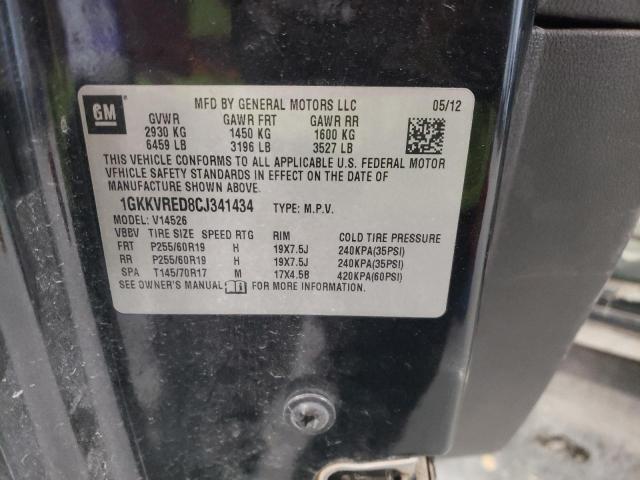 GM
MFD BY GENERAL MOTORS LLC 05/12
GVWR GAWR FRT GAWR RR
2930 KG 1450 KG 1600 KG
6459 LB 3196 LB 3527 LB
THIS VEHICLE CONFORMS TO ALL APPLICABLE U.S. FEDERAL MOTOR
VEHICLE SAFETY STANDARDS IN EFFECT ON THE DATE OF
MANUFACTURE SHOWN ABOVE.
1GKKVRED8CJ341434 TYPE: M.P.V.
MODEL: V14526
VBBV TIRE SIZE SPEED RTG RIM COLD TIRE PRESSURE
FRT P255/60R19 H 19X7.5J 240KPA(35PSI)
RR P255/60R19 H 19X7.5J 240KPA(35PSI)
SPA T145/70R17 M 17X4.5B 420KPA(60PSI)
SEE OWNER'S MANUAL FOR MORE INFORMATION.